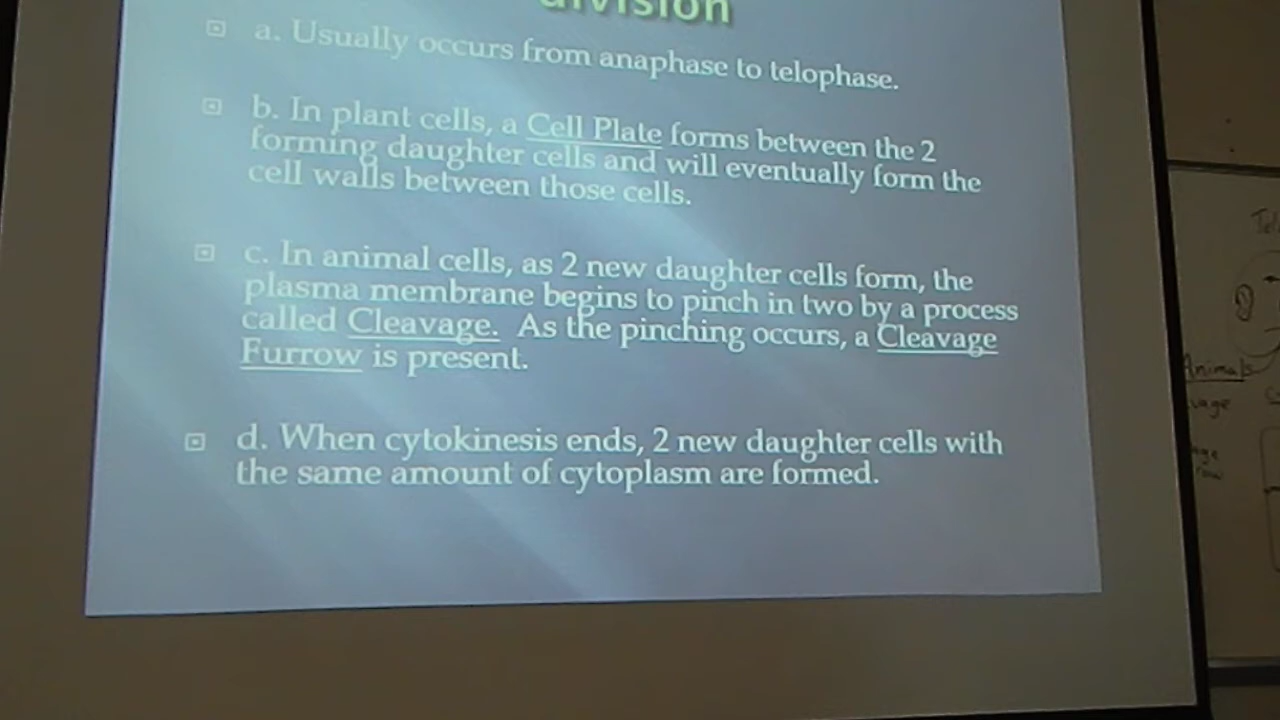 division
a. Usually occurs from anaphase to telophase.
b. In plant cells, a Cell Plate forms between the 2
forming daughter cells and will eventually form the
cell walls between those cells.
c. In animal cells, as 2 new daughter cells form, the
plasma membrane begins to pinch in two by a process
called Cleavage. As the pinching occurs, a Cleavage
Furrow is present.
d. When cytokinesis ends, 2 new daughter cells with
the same amount of cytoplasm are formed.
Animals